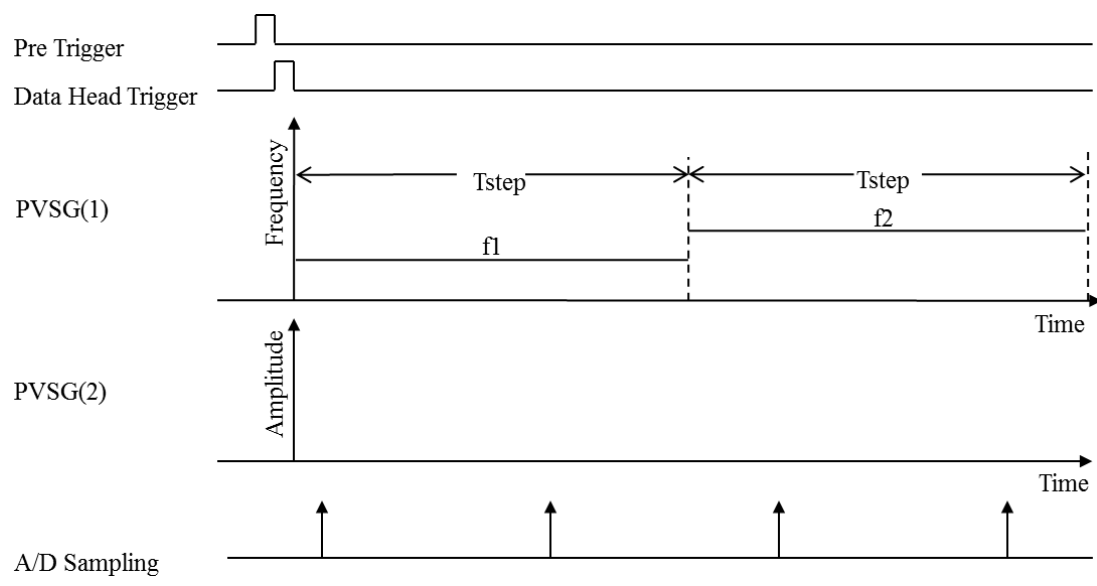 Pre Trigger
Data Head Trigger
Frequency
Tstep
Tstep
PVSG(1)
f1
f2
Time
Amplitude
PVSG(2)
Time
A/D Sampling